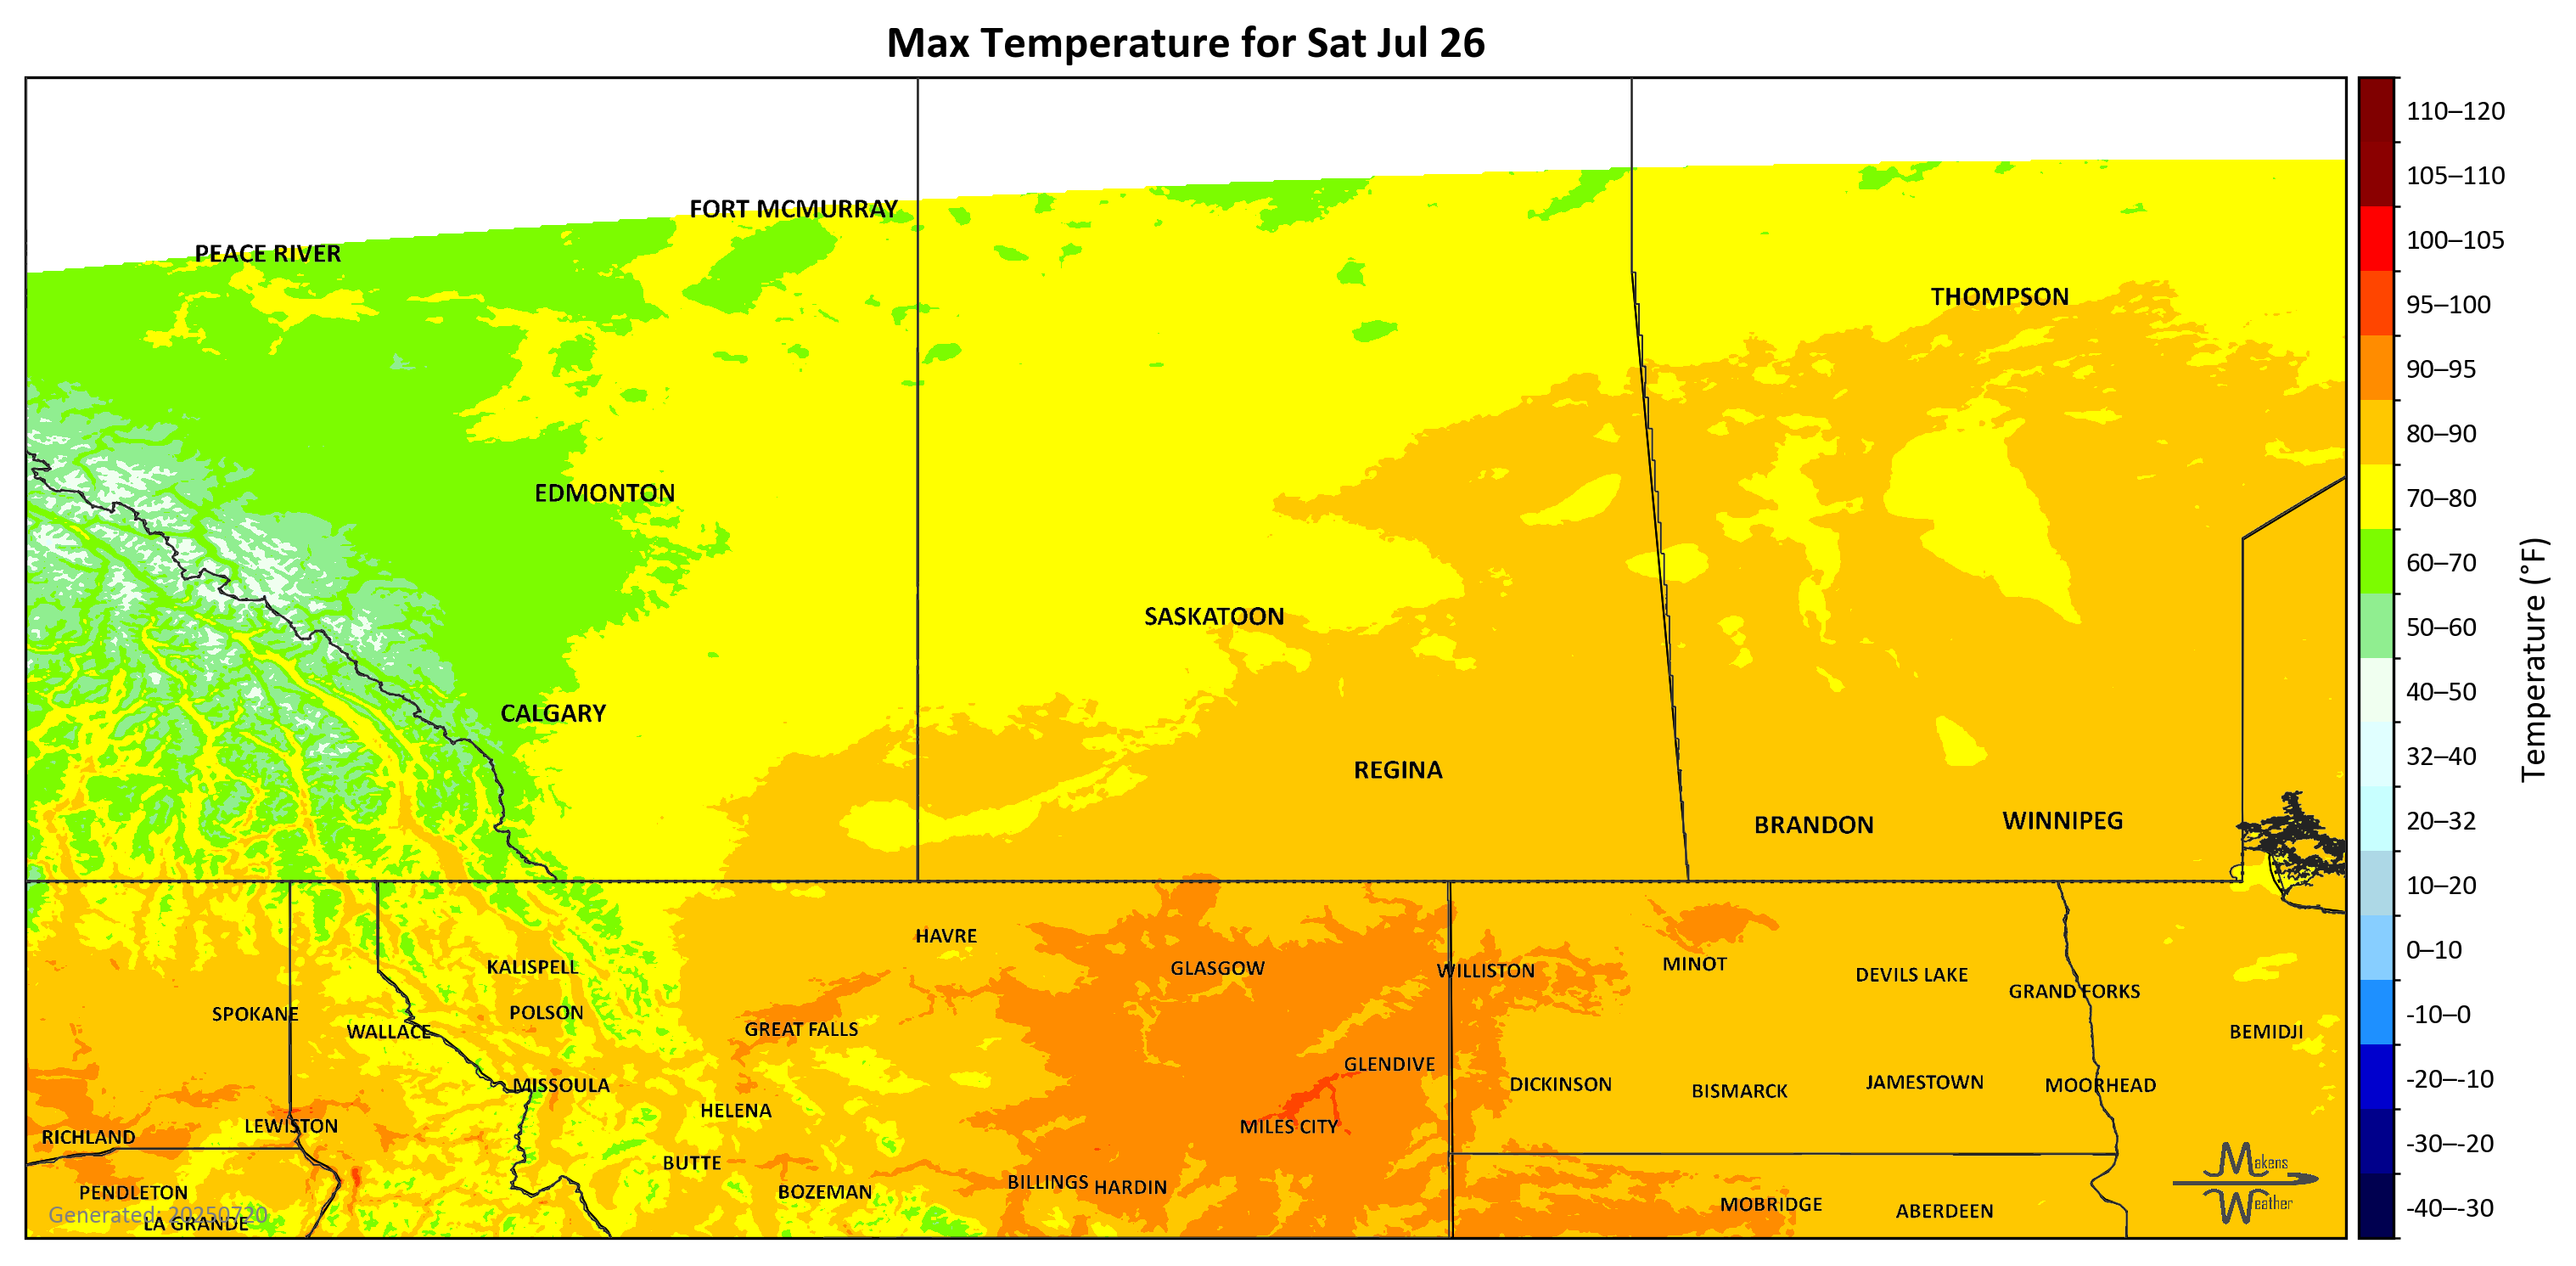 Max Temperature for Sat Jul 26
110–120
105–110
100–105
95–100
90–95
80–90
70–80
60–70
50–60
40–50
32–40
20–32
10–20
0–10
-10–0
-20–-10
-30–-20
-40–-30
Temperature (°F)
FORT MCMURRAY
PEACE RIVER
THOMPSON
EDMONTON
SASKATOON
CALGARY
REGINA
BRANDON
WINNIPEG
HAVRE
KALISPELL
GLASGOW
WILLISTON
MINOT
DEVILS LAKE
GRAND FORKS
SPOKANE
POLSON
WALLACE
GREAT FALLS
BEMIDJI
GLENDIVE
MISSOULA
DICKINSON
BISMARCK
JAMESTOWN
MOORHEAD
HELENA
LEWISTON
MILES CITY
RICHLAND
BUTTE
PENDLETON
BOZEMAN
BILLINGS
HARDIN
MOBRIDGE
ABERDEEN
Generated: 20250720
LA GRANDE
Makens
Weather